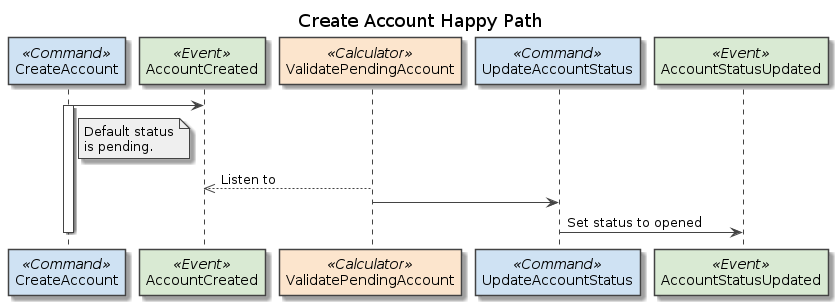 Create Account Happy Path
«Command»
CreateAccount
«Event»
AccountCreated
«Calculator»
ValidatePendingAccount
«Command»
UpdateAccountStatus
«Event»
AccountStatusUpdated
Default status
is pending.
Listen to
Set status to opened
«Command»
CreateAccount
«Event»
AccountCreated
«Calculator»
ValidatePendingAccount
«Command»
UpdateAccountStatus
«Event»
AccountStatusUpdated